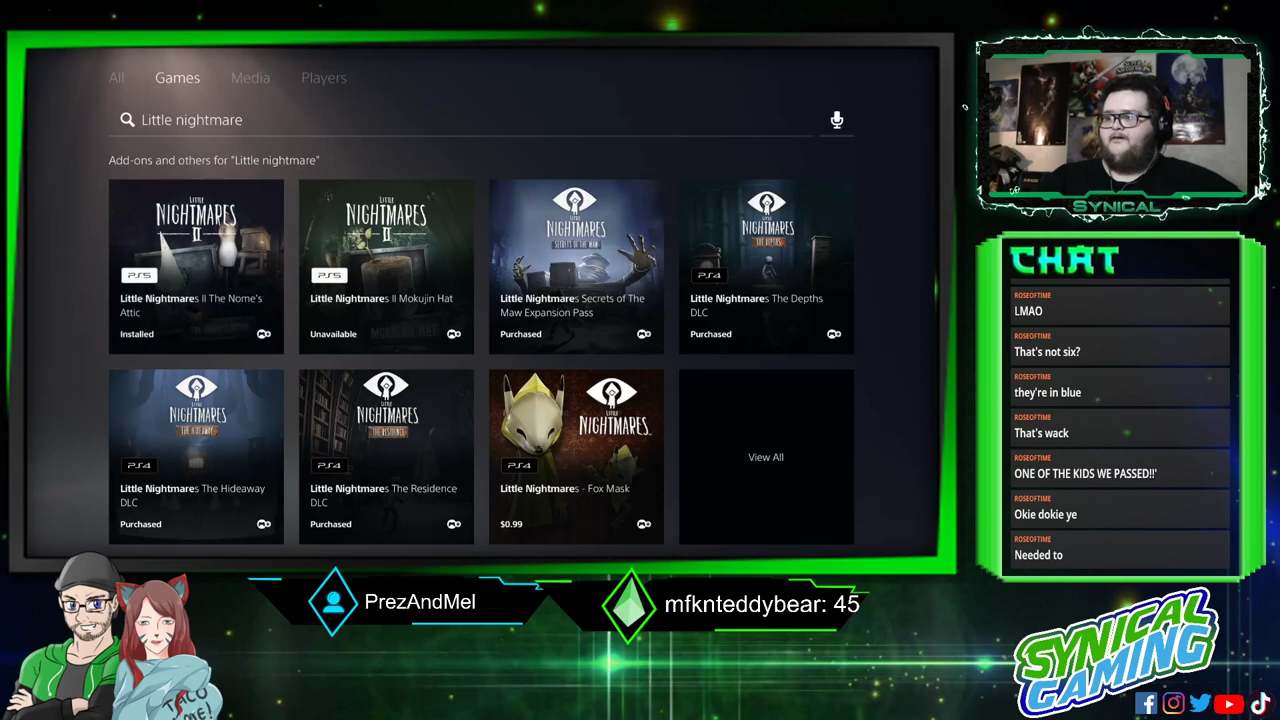 All Games Media Players
Little nightmare
Add-ons and others for "Little nightmare"
LITTLE
NIGHTMARES
II
PS5
Little Nightmares II The Nome's
Attic
Installed
LITTLE
NIGHTMARES
II
PS5
Little Nightmares II Mokujin Hat
Unavailable
LITTLE
NIGHTMARES
SECRETS OF THE MAW
Little Nightmares Secrets of The
Maw Expansion Pass
Purchased
LITTLE
NIGHTMARES
THE DEPTHS
PS4
Little Nightmares The Depths
DLC
Purchased
LITTLE
NIGHTMARES
THE HIDEAWAY
PS4
Little Nightmares The Hideaway
DLC
Purchased
LITTLE
NIGHTMARES
THE RESIDENCE
PS4
Little Nightmares The Residence
DLC
Purchased
LITTLE
NIGHTMARES
PS4
Little Nightmares - Fox Mask
$0.99
View All
SYNICAL
CHAT
ROSEOFTIME
LMAO
ROSEOFTIME
That's not six?
ROSEOFTIME
they're in blue
ROSEOFTIME
That's wack
ROSEOFTIME
ONE OF THE KIDS WE PASSED!!'
ROSEOFTIME
Okie dokie ye
ROSEOFTIME
Needed to
PrezAndMel
mfknteddybear: 45
TACO
ME!
SYNICAL
GAMING